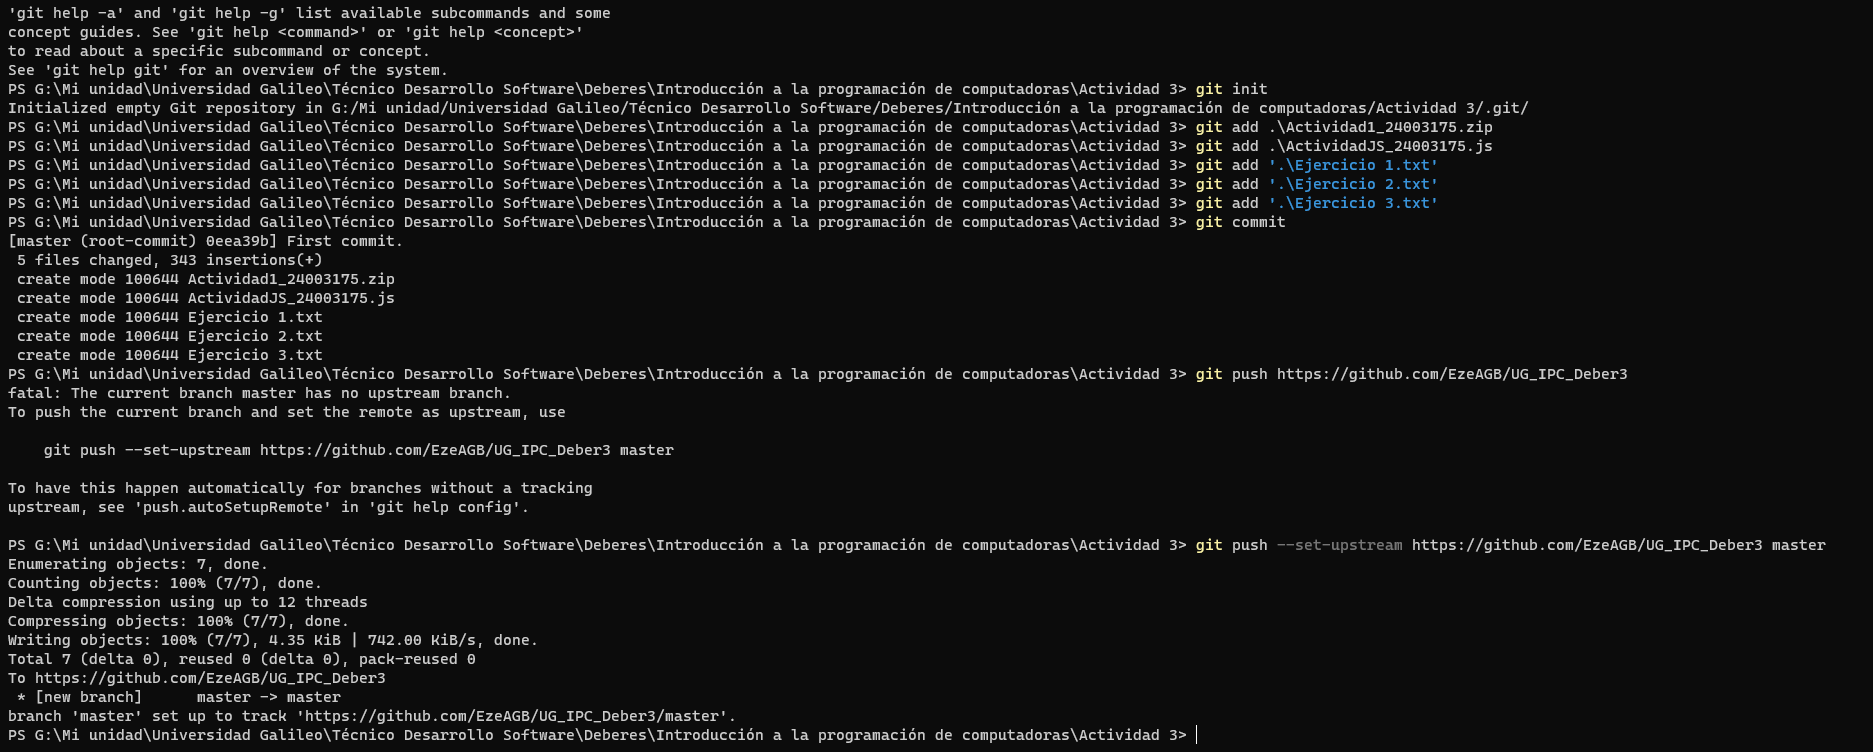 'git help -a' and 'git help -g' list available subcommands and some
concept guides. See 'git help <command>' or 'git help <concept>'
to read about a specific subcommand or concept.
See 'git help git' for an overview of the system.
PS G:\Mi unidad\Universidad Galileo\Técnico Desarrollo Software\Deberes\Introducción a la programación de computadoras\Actividad 3> git init
Initialized empty Git repository in G:/Mi unidad/Universidad Galileo/Técnico Desarrollo Software/Deberes/Introducción a la programación de computadoras/Actividad 3/.git/
PS G:\Mi unidad\Universidad Galileo\Técnico Desarrollo Software\Deberes\Introducción a la programación de computadoras\Actividad 3> git add .\Actividad1_24003175.zip
PS G:\Mi unidad\Universidad Galileo\Técnico Desarrollo Software\Deberes\Introducción a la programación de computadoras\Actividad 3> git add .\ActividadJS_24003175.js
PS G:\Mi unidad\Universidad Galileo\Técnico Desarrollo Software\Deberes\Introducción a la programación de computadoras\Actividad 3> git add '.\Ejercicio 1.txt'
PS G:\Mi unidad\Universidad Galileo\Técnico Desarrollo Software\Deberes\Introducción a la programación de computadoras\Actividad 3> git add '.\Ejercicio 2.txt'
PS G:\Mi unidad\Universidad Galileo\Técnico Desarrollo Software\Deberes\Introducción a la programación de computadoras\Actividad 3> git add '.\Ejercicio 3.txt'
PS G:\Mi unidad\Universidad Galileo\Técnico Desarrollo Software\Deberes\Introducción a la programación de computadoras\Actividad 3> git commit
[master (root-commit) 0eea39b] First commit.
 5 files changed, 343 insertions(+)
 create mode 100644 Actividad1_24003175.zip
 create mode 100644 ActividadJS_24003175.js
 create mode 100644 Ejercicio 1.txt
 create mode 100644 Ejercicio 2.txt
 create mode 100644 Ejercicio 3.txt
PS G:\Mi unidad\Universidad Galileo\Técnico Desarrollo Software\Deberes\Introducción a la programación de computadoras\Actividad 3> git push https://github.com/EzeAGB/UG_IPC_Deber3
fatal: The current branch master has no upstream branch.
To push the current branch and set the remote as upstream, use

    git push --set-upstream https://github.com/EzeAGB/UG_IPC_Deber3 master

To have this happen automatically for branches without a tracking
upstream, see 'push.autoSetupRemote' in 'git help config'.

PS G:\Mi unidad\Universidad Galileo\Técnico Desarrollo Software\Deberes\Introducción a la programación de computadoras\Actividad 3> git push --set-upstream https://github.com/EzeAGB/UG_IPC_Deber3 master
Enumerating objects: 7, done.
Counting objects: 100% (7/7), done.
Delta compression using up to 12 threads
Compressing objects: 100% (7/7), done.
Writing objects: 100% (7/7), 4.35 KiB | 742.00 KiB/s, done.
Total 7 (delta 0), reused 0 (delta 0), pack-reused 0
To https://github.com/EzeAGB/UG_IPC_Deber3
 * [new branch]      master -> master
branch 'master' set up to track 'https://github.com/EzeAGB/UG_IPC_Deber3/master'.
PS G:\Mi unidad\Universidad Galileo\Técnico Desarrollo Software\Deberes\Introducción a la programación de computadoras\Actividad 3>